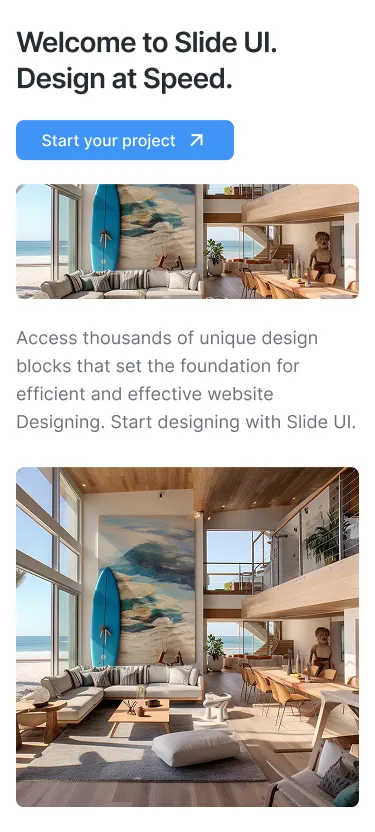 Welcome to Slide UI.
Design at Speed.
Start your project
Access thousands of unique design
blocks that set the foundation for
efficient and effective website
Designing. Start designing with Slide UI.